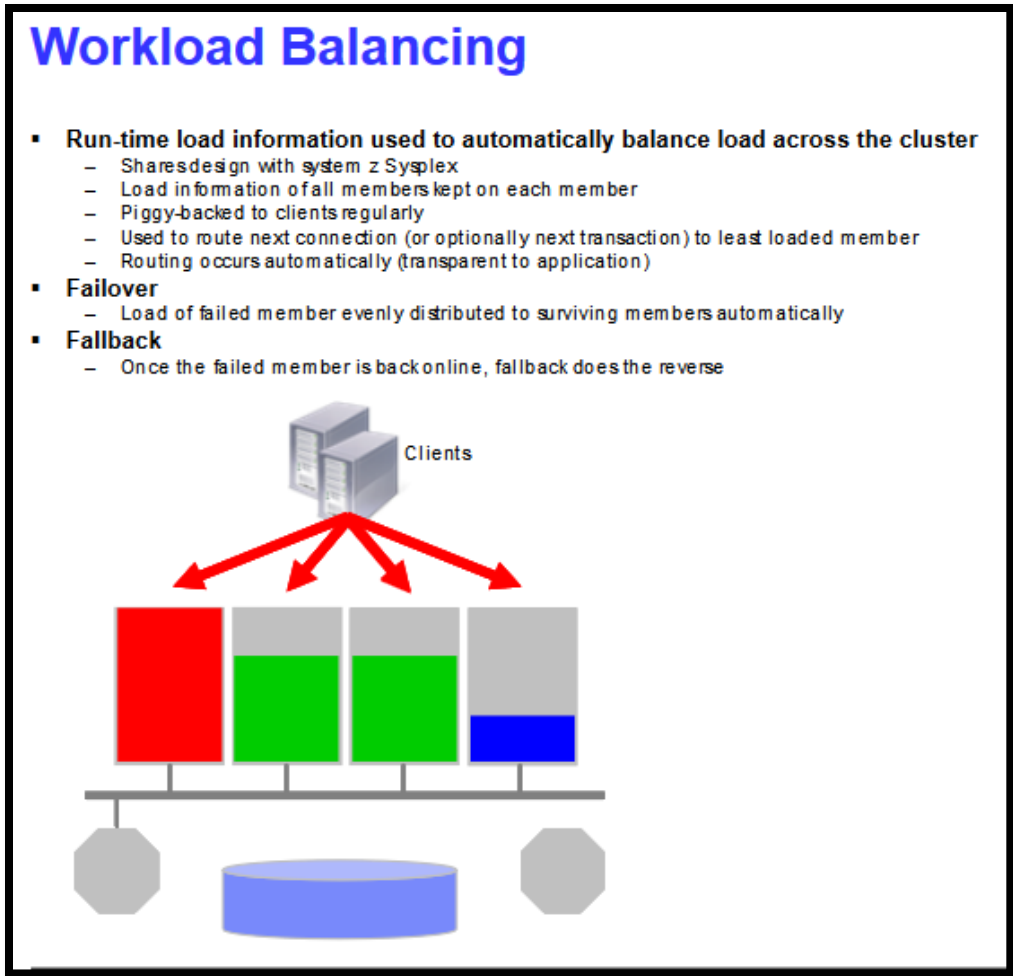 Workload Balancing
▪ Run-time load information used to automatically balance load across the cluster
– Shares design with system z Sysplex
– Load information of all members kept on each member
– Piggy-backed to clients regularly
– Used to route next connection (or optionally next transaction) to least loaded member
– Routing occurs automatically (transparent to application)
▪ Failover
– Load of failed member evenly distributed to surviving members automatically
▪ Fallback
– Once the failed member is back online, fallback does the reverse
Clients